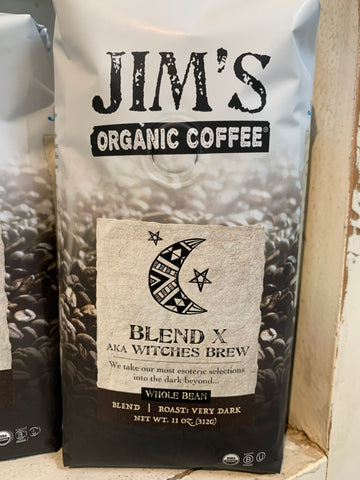 JIM'S
ORGANIC COFFEE
BLEND X
AKA WITCHES BREW
We take our most esoteric selections
into the dark beyond...
WHOLE BEAN
BLEND | ROAST: VERY DARK
NET WT. 11 OZ (312G)